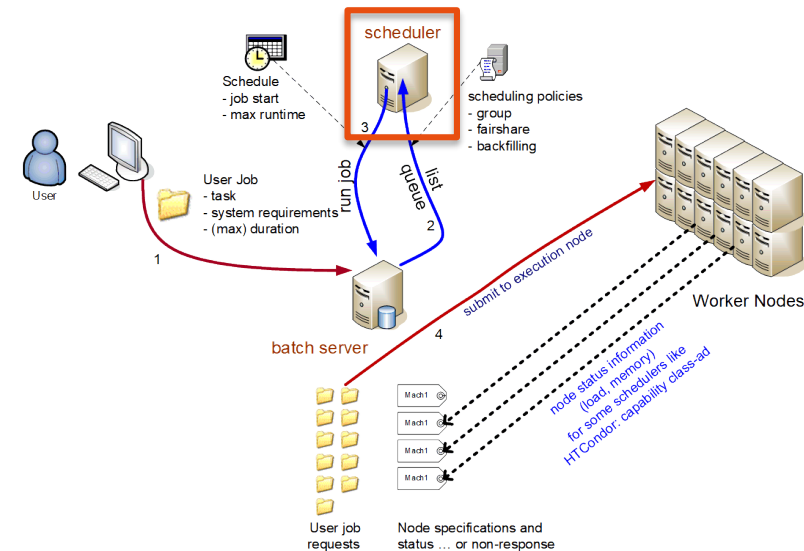 scheduler
Schedule
- job start
- max runtime
scheduling policies
- group
- fairshare
- backfilling
3
run job
list
queue
2
User
User Job
- task
- system requirements
- (max) duration
1
batch server
submit to execution node
4
Worker Nodes
node status information
(load, memory)
for some schedulers like
HTCondor: capability class-ad
Mach1
Mach1
Mach1
Mach1
User job
requests
Node specifications and
status ... or non-response